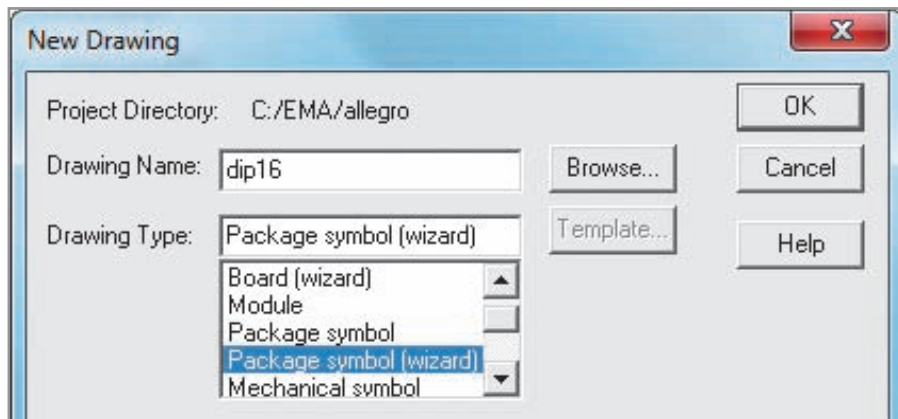 New Drawing
X
Project Directory: C:/EMA/allegro
OK
Drawing Name: dip16
Browse...
Cancel
Drawing Type: Package symbol (wizard)
Template...
Help
Board (wizard)
Module
Package symbol
Package symbol (wizard)
Mechanical symbol